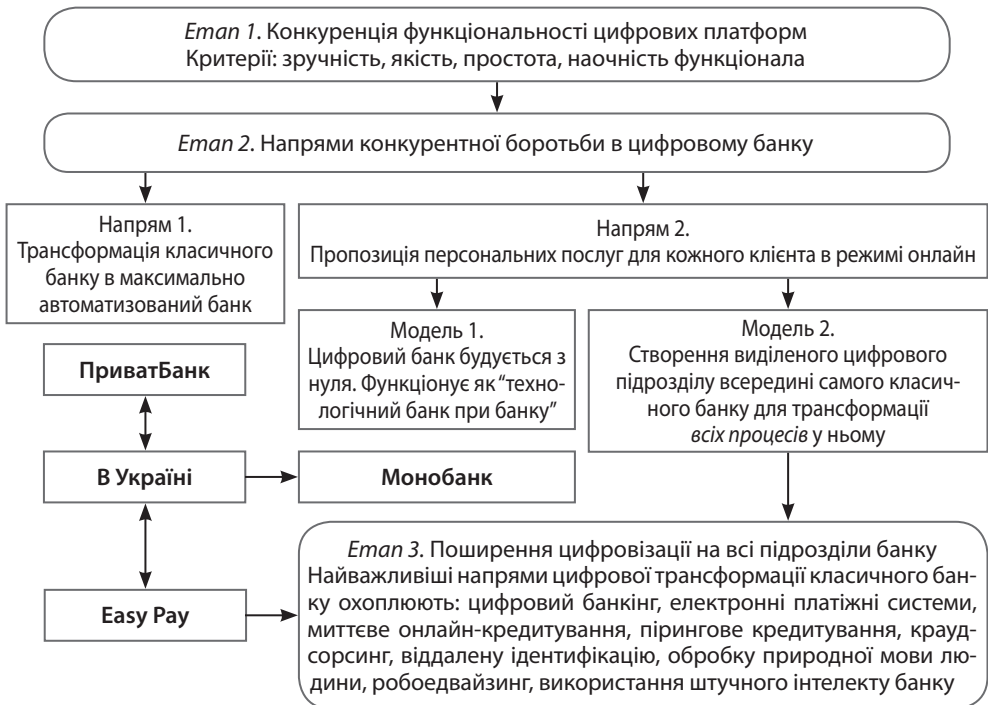 Етап 1. Конкуренція функціональності цифрових платформ
Критерії: зручність, якість, простота, наочність функціонала
Етап 2. Напрями конкурентної боротьби в цифровому банку
Напрям 1.
Трансформація класичного
банку в максимально
автоматизований банк
Напрям 2.
Пропозиція персональних послуг для кожного клієнта в режимі онлайн
Модель 1.
Цифровий банк будується з
нуля. Функціонує як “техно-
логічний банк при банку”
Модель 2.
Створення виділеного цифрового
підрозділу всередині самого класич-
ного банку для трансформації
всіх процесів у ньому
ПриватБанк
В Україні
Монобанк
Easy Pay
Етап 3. Поширення цифровізації на всі підрозділи банку
Найважливіші напрями цифрової трансформації класичного бан-
ку охоплюють: цифровий банкінг, електронні платіжні системи,
миттєве онлайн-кредитування, пірингове кредитування, крауд-
сорсинг, віддалену ідентифікацію, обробку природної мови лю-
дини, робоедвайзинг, використання штучного інтелекту банку